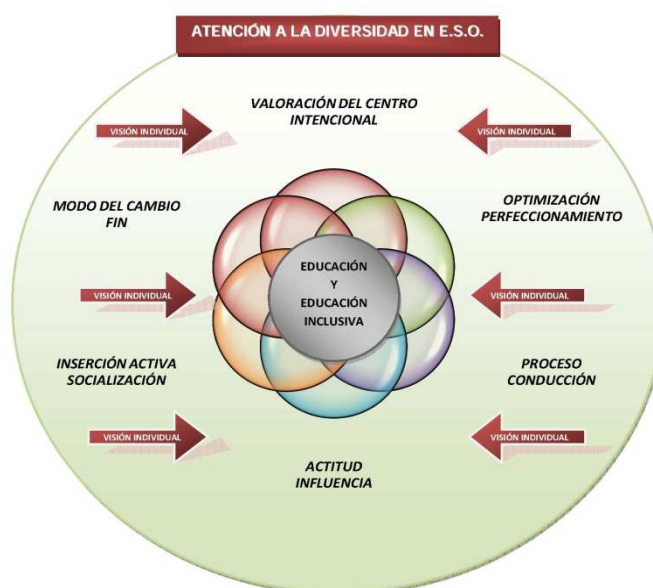 ATENCIÓN A LA DIVERSIDAD EN E.S.O.
VALORACIÓN DEL CENTRO
INTENCIONAL
VISIÓN INDIVIDUAL
VISIÓN INDIVIDUAL
MODO DEL CAMBIO
FIN
OPTIMIZACIÓN
PERFECCIONAMIENTO
EDUCACIÓN
Y
EDUCACIÓN
INCLUSIVA
VISIÓN INDIVIDUAL
VISIÓN INDIVIDUAL
INSERCIÓN ACTIVA
SOCIALIZACIÓN
PROCESO
CONDUCCIÓN
VISIÓN INDIVIDUAL
VISIÓN INDIVIDUAL
ACTITUD
INFLUENCIA